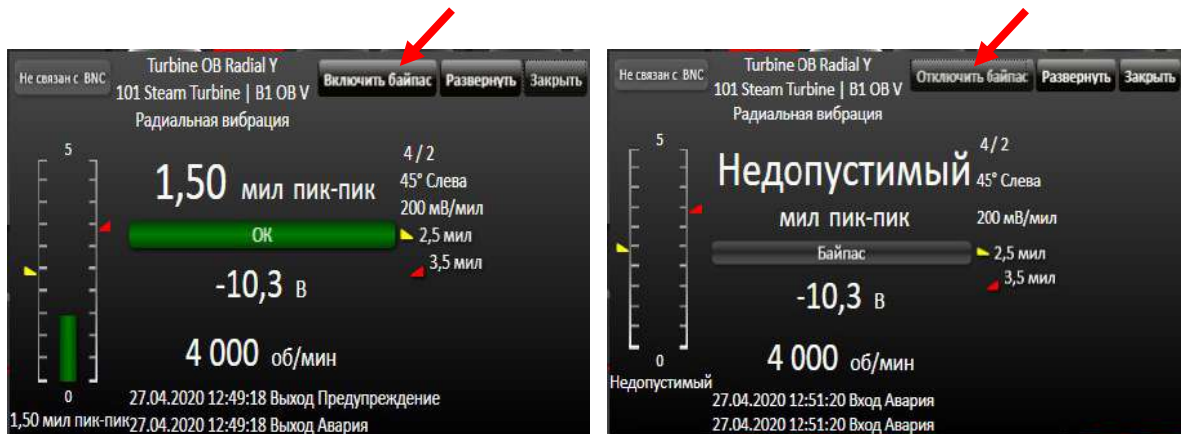 Не связан с BNC
Turbine OB Radial Y
101 Steam Turbine | B1 OB V
Радиальная вибрация
Включить байпас
Развернуть
Закрыть
5
1,50 мил пик-пик
4 / 2
45° Слева
200 мВ/мил
ОК
2,5 мил
3,5 мил
-10,3 В
4 000 об/мин
0
1,50 мил пик-пик
27.04.2020 12:49:18 Выход Предупреждение
27.04.2020 12:49:18 Выход Авария
Не связан с BNC
Turbine OB Radial Y
101 Steam Turbine | B1 OB V
Радиальная вибрация
Отключить байпас
Развернуть
Закрыть
5
Недопустимый
мил пик-пик
4 / 2
45° Слева
200 мВ/мил
Байпас
2,5 мил
3,5 мил
-10,3 В
4 000 об/мин
0
Недопустимый
27.04.2020 12:51:20 Вход Авария
27.04.2020 12:51:20 Вход Авария